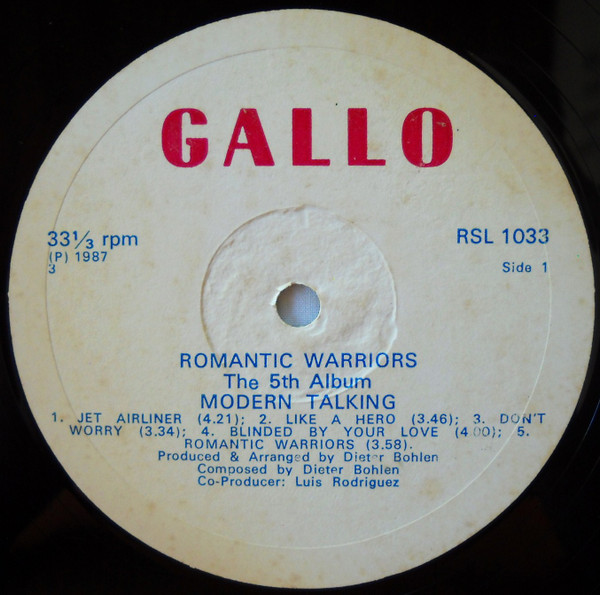 GALLO
33⅓ rpm
RSL 1033
(P) 1987
Side 1
3
ROMANTIC WARRIORS
The 5th Album
MODERN TALKING
1. JET AIRLINER (4.21); 2. LIKE A HERO (3.46); 3. DON'T
WORRY (3.34); 4. BLINDED BY YOUR LOVE (4.00); 5.
ROMANTIC WARRIORS (3.58).
Produced & Arranged by Dieter Bohlen
Composed by Dieter Bohlen
Co-Producer: Luis Rodriguez